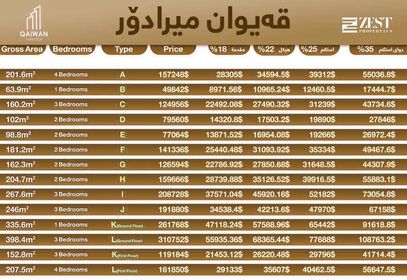 QAIWAN
قەیوان میرادۆر
ZEST
PROPERTIES
Gross Area Bedrooms Type Price %18 مقدمة %22 هيكل %25 استلام %35
201.6m² 4 Bedrooms A 157248$ 28305$ 34594.5$ 39312$ 55036.8$
63.9m² 1 Bedrooms B 49842$ 8971.56$ 10965.24$ 12460.5$ 17444.7$
160.2m² 3 Bedrooms C 124956$ 22492.08$ 27490.32$ 31239$ 43734.6$
102m² 2 Bedrooms D 79560$ 14320.8$ 17503.2$ 19890$ 27846$
98.8m² 2 Bedrooms E 77064$ 13871.52$ 16954.08$ 19266$ 26972.4$
181.2m² 2 Bedrooms F 141336$ 25440.48$ 31093.92$ 35334$ 49467.6$
162.3m² 2 Bedrooms G 126594$ 22786.92$ 27850.68$ 31648.5$ 44307.9$
204.7m² 2 Bedrooms H 159666$ 28739.88$ 35126.52$ 39916.5$ 55883.1$
267.6m² 3 Bedrooms I 208728$ 37571.04$ 45920.16$ 52182$ 73054.8$
246m² 3 Bedrooms J 191880$ 34538.4$ 42213.6$ 47970$ 67158$
335.6m² 1 Bedrooms K(Ground Floor) 261768$ 47118.24$ 57588.96$ 65442$ 91618.8$
398.4m² 3 Bedrooms L(Ground Floor) 310752$ 55935.36$ 68365.44$ 77688$ 108763.2$
152.8m² 3 Bedrooms K(First Floor) 119184$ 21453.12$ 26220.48$ 29796$ 41714.4$
207.5m² 4 Bedrooms L(First Floor) 161850$ 29133$ 35607$ 40462.5$ 56647.5$